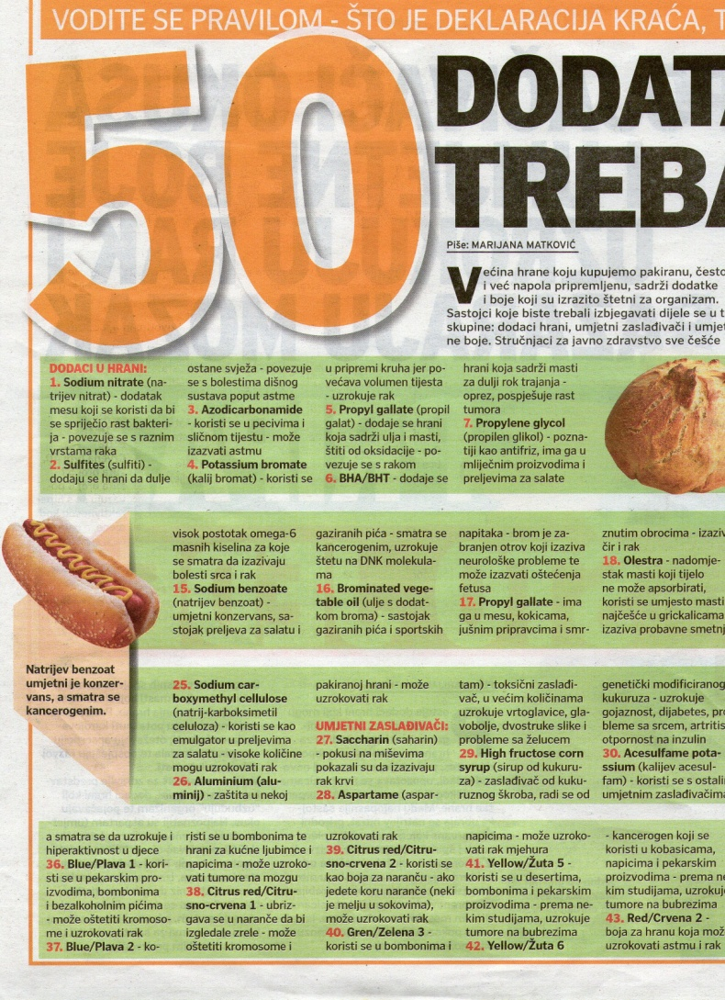 VODITE SE PRAVILOM - ŠTO JE DEKLARACIJA KRAĆA, T
50
DODATA
TREBA
Piše: MARIJANA MATKOVIĆ
Većina hrane koju kupujemo pakiranu, često
i već napola pripremljenu, sadrži dodatke
i boje koji su izrazito štetni za organizam.
Sastojci koje biste trebali izbjegavati dijele se u t
skupine: dodaci hrani, umjetni zaslađivači i umjet
ne boje. Stručnjaci za javno zdravstvo sve češće
DODACI U HRANI:
1. Sodium nitrate (na-
trijev nitrat) - dodatak
mesu koji se koristi da bi
se spriječio rast bakteri-
ja - povezuje se s raznim
vrstama raka
2. Sulfites (sulfiti) -
dodaju se hrani da dulje
ostane svježa - povezuje
se s bolestima dišnog
sustava poput astme
3. Azodicarbonamide
- koristi se u pecivima i
sličnom tijestu - može
izazvati astmu
4. Potassium bromate
(kalij bromat) - koristi se
u pripremi kruha jer po-
većava volumen tijesta
- uzrokuje rak
5. Propyl gallate (propil
galat) - dodaje se hrani
koja sadrži ulja i masti,
štiti od oksidacije - po-
vezuje se s rakom
6. BHA/BHT - dodaje se
hrani koja sadrži masti
za dulji rok trajanja -
oprez, pospješuje rast
tumora
7. Propylene glycol
(propilen glikol) - pozna-
tiji kao antifriz, ima ga u
mliječnim proizvodima i
preljevima za salate
visok postotak omega-6
masnih kiselina za koje
se smatra da izazivaju
bolesti srca i rak
15. Sodium benzoate
(natrijev benzoat) -
umjetni konzervans, sa-
stojak preljeva za salatu i
gaziranih pića - smatra se
kancerogenim, uzrokuje
štetu na DNK molekula-
ma
16. Brominated vege-
table oil (ulje s dodat-
kom broma) - sastojak
gaziranih pića i sportskih
napitaka - brom je za-
branjen otrov koji izaziva
neurološke probleme te
može izazvati oštećenja
fetusa
17. Propyl gallate - ima
ga u mesu, kokicama,
jušnim pripravcima i smr-
znutim obrocima - izaziv
čir i rak
18. Olestra - nadomje-
stak masti koji tijelo
ne može apsorbirati,
koristi se umjesto masti
najčešće u grickalicama
izaziva probavne smetnj
Natrijev benzoat
umjetni je konzer-
vans, a smatra se
kancerogenim.
25. Sodium car-
boxymethyl cellulose
(natrij-karboksimetil
celuloza) - koristi se kao
emulgator u preljevima
za salatu - visoke količine
mogu uzrokovati rak
26. Aluminium (alu-
minij) - zaštita u nekoj
pakiranoj hrani - može
uzrokovati rak
UMJETNI ZASLAĐIVAČI:
27. Saccharin (saharin)
- pokusi na miševima
pokazali su da izazivaju
rak krvi
28. Aspartame (aspar-
tam) - toksični zaslađi-
vač, u većim količinama
uzrokuje vrtoglavice, gla-
vobolje, dvostruke slike i
probleme sa želucem
29. High fructose corn
syrup (sirup od kukuru-
za) - zaslađivač od kuku-
ruznog škroba, radi se od
genetički modificiranog
kukuruza - uzrokuje
gojaznost, dijabetes, pro
bleme sa srcem, artritis
otpornost na inzulin
30. Acesulfame pota-
ssium (kalijev acesul-
fam) - koristi se s ostalin
umjetnim zaslađivačima
a smatra se da uzrokuje i
hiperaktivnost u djece
36. Blue/Plava 1 - kori-
sti se u pekarskim pro-
izvodima, bombonima
i bezalkoholnim pićima
- može oštetiti kromoso-
me i uzrokovati rak
37. Blue/Plava 2 - ko-
risti se u bombonima te
hrani za kućne ljubimce i
napicima - može uzroko-
vati tumore na mozgu
38. Citrus red/Citru-
sno-crvena 1 - ubriz-
gava se u naranče da bi
izgledale zrele - može
oštetiti kromosome i
uzrokovati rak
39. Citrus red/Citru-
sno-crvena 2 - koristi se
kao boja za naranču - ako
jedete koru naranče (neki
je melju u sokovima),
može uzrokovati rak
40. Gren/Zelena 3 -
koristi se u bombonima i
napicima - može uzroko-
vati rak mjehura
41. Yellow/Žuta 5 -
koristi se u desertima,
bombonima i pekarskim
proizvodima - prema ne-
kim studijama, uzrokuje
tumore na bubrezima
42. Yellow/Žuta 6
- kancerogen koji se
koristi u kobasicama,
napicima i pekarskim
proizvodima - prema ne
kim studijama, uzrokuj
tumore na bubrezima
43. Red/Crvena 2 -
boja za hranu koja mož
uzrokovati astmu i rak